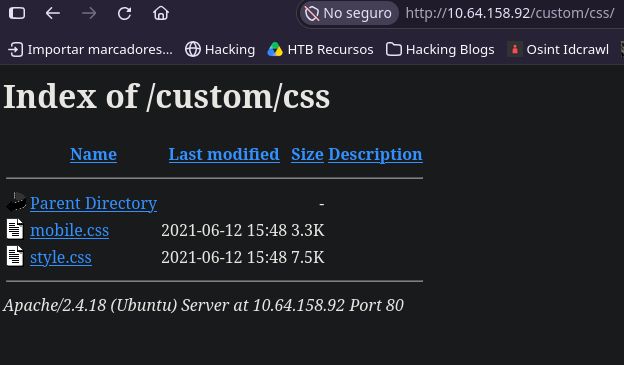 No seguro http://10.64.158.92/custom/css/
Importar marcadores... Hacking HTB Recursos Hacking Blogs Osint Idcrawl
Index of /custom/css
Name Last modified Size Description
Parent Directory -
mobile.css 2021-06-12 15:48 3.3K
style.css 2021-06-12 15:48 7.5K
Apache/2.4.18 (Ubuntu) Server at 10.64.158.92 Port 80